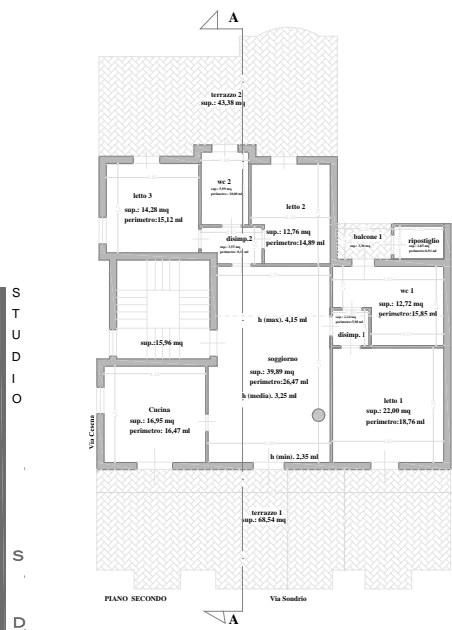 A
terrazzo 2
sup.: 43,38 mq
wc 2
letto 3
sup.: 14,28 mq
perimetro:15,12 ml
letto 2
sup.: 12,76 mq
perimetro:14,89 ml
disimp.2
balcone 1
ripostiglio
wc 1
sup.: 12,72 mq
perimetro:15,85 ml
h (max). 4,15 ml
disimp. 1
sup.:15,96 mq
soggiorno
sup.: 39,89 mq
perimetro:26,47 ml
h (media). 3,25 ml
Cucina
sup.: 16,95 mq
perimetro: 16,47 ml
letto 1
sup.: 22,00 mq
perimetro:18,76 ml
h (min). 2,35 ml
Via Cesena
terrazzo 1
sup.: 68,54 mq
PIANO SECONDO
Via Sondrio
A
S
T
U
D
I
O
S
D